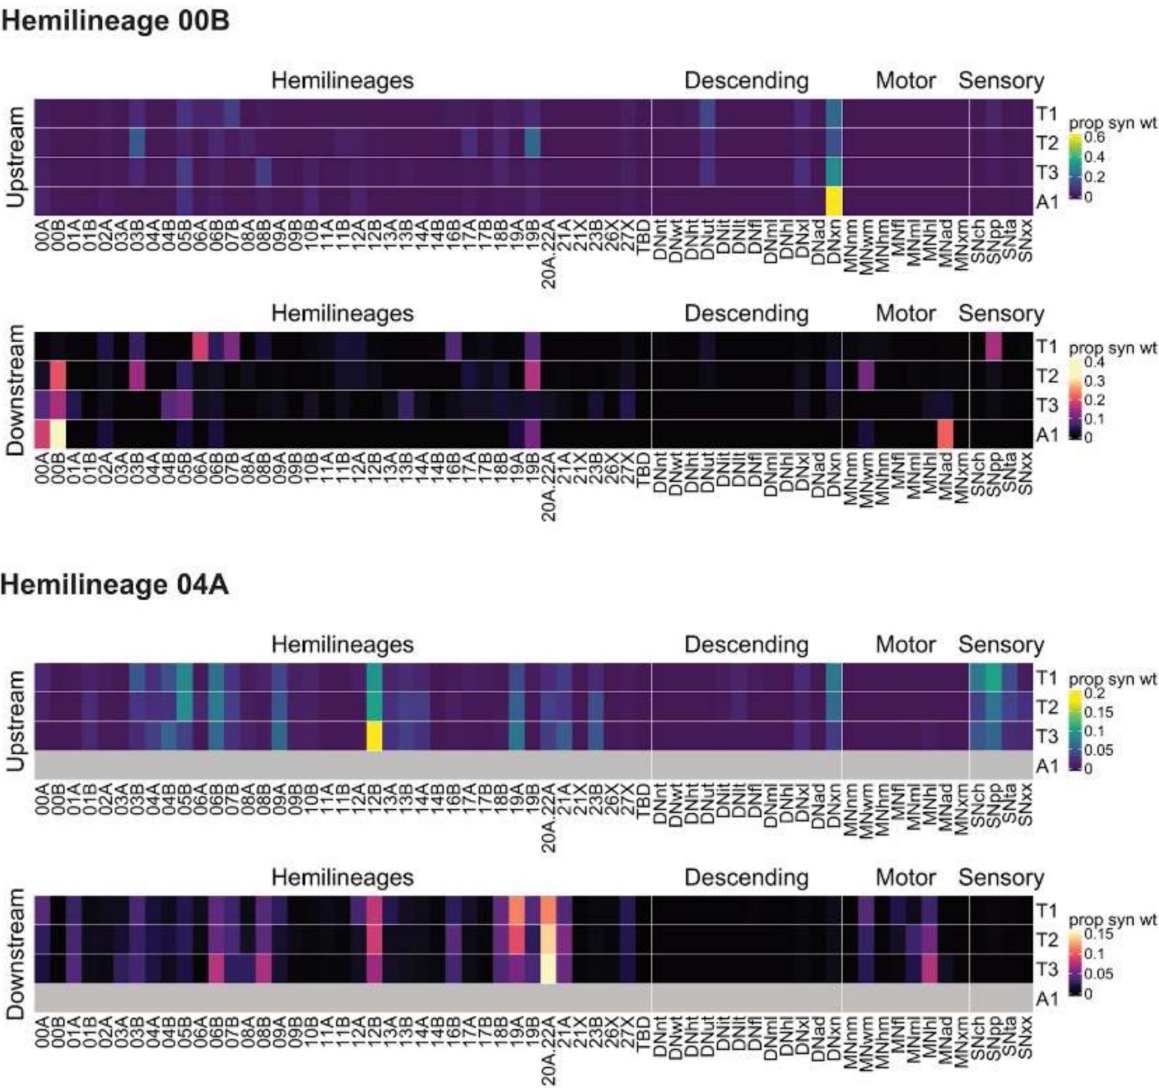 Hemilineage 00B
Hemilineages Descending Motor Sensory
Upstream
T1
T2
T3
A1
prop syn wt
0.6
0.4
0.2
0
00A 00B 01A 01B 02A 03A 03B 04A 04B 05B 06A 06B 07B 08A 08B 09A 09B 10B 11A 11B 12A 12B 13A 13B 14A 14B 16B 17A 17B 18B 19A 19B 20A.22A 21A 21X 23B 26X 27X TBD DNnt DNwt DNht DNut DNit DNlt DNfl DNml DNhl DNxl DNad DNxn MNnm MNwm MNhm MNfl MNml MNhl MNad MNxm SNch SNpp SNta SNxx
Hemilineages Descending Motor Sensory
Downstream
T1
T2
T3
A1
prop syn wt
0.4
0.3
0.2
0.1
0
00A 00B 01A 01B 02A 03A 03B 04A 04B 05B 06A 06B 07B 08A 08B 09A 09B 10B 11A 11B 12A 12B 13A 13B 14A 14B 16B 17A 17B 18B 19A 19B 20A.22A 21A 21X 23B 26X 27X TBD DNnt DNwt DNht DNut DNit DNlt DNfl DNml DNhl DNxl DNad DNxn MNnm MNwm MNhm MNfl MNml MNhl MNad MNxm SNch SNpp SNta SNxx
Hemilineage 04A
Hemilineages Descending Motor Sensory
Upstream
T1
T2
T3
A1
prop syn wt
0.2
0.15
0.1
0.05
0
00A 00B 01A 01B 02A 03A 03B 04A 04B 05B 06A 06B 07B 08A 08B 09A 09B 10B 11A 11B 12A 12B 13A 13B 14A 14B 16B 17A 17B 18B 19A 19B 20A.22A 21A 21X 23B 26X 27X TBD DNnt DNwt DNht DNut DNit DNlt DNfl DNml DNhl DNxl DNad DNxn MNnm MNwm MNhm MNfl MNml MNhl MNad MNxm SNch SNpp SNta SNxx
Hemilineages Descending Motor Sensory
Downstream
T1
T2
T3
A1
prop syn wt
0.15
0.1
0.05
0
00A 00B 01A 01B 02A 03A 03B 04A 04B 05B 06A 06B 07B 08A 08B 09A 09B 10B 11A 11B 12A 12B 13A 13B 14A 14B 16B 17A 17B 18B 19A 19B 20A.22A 21A 21X 23B 26X 27X TBD DNnt DNwt DNht DNut DNit DNlt DNfl DNml DNhl DNxl DNad DNxn MNnm MNwm MNhm MNfl MNml MNhl MNad MNxm SNch SNpp SNta SNxx